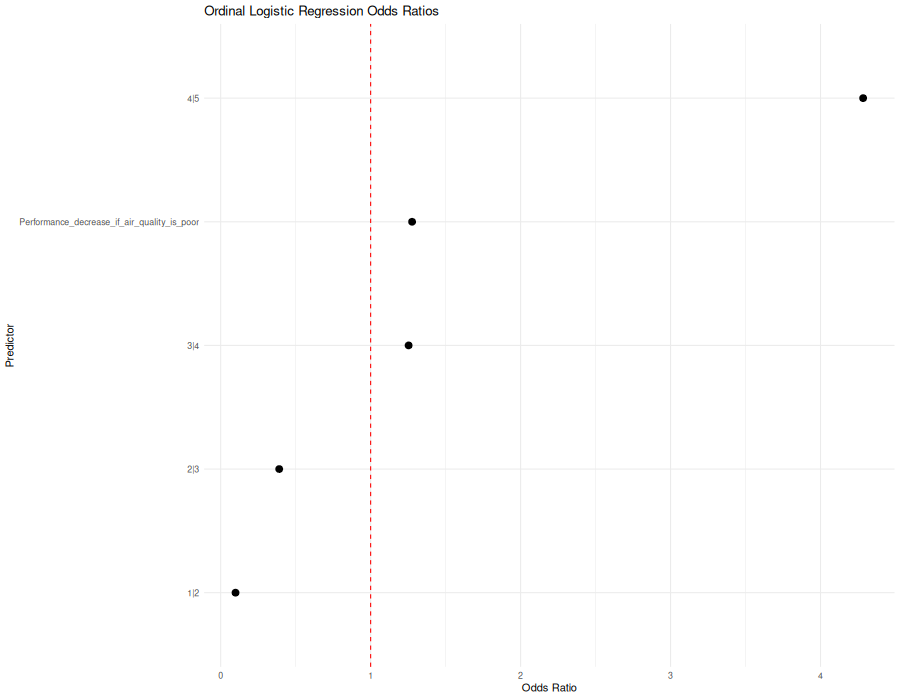 Ordinal Logistic Regression Odds Ratios
4|5
Performance_decrease_if_air_quality_is_poor
3|4
2|3
1|2
Predictor
0 1 2 3 4
Odds Ratio